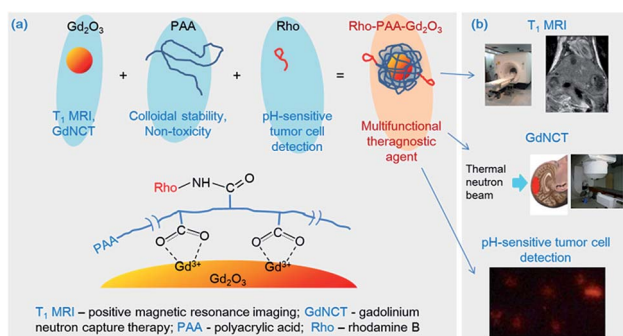 (a)
Gd₂O₃
PAA
Rho
Rho-PAA-Gd₂O₃
+
+
=
T₁ MRI,
GdNCT
Colloidal stability,
Non-toxicity
pH-sensitive
tumor cell
detection
Multifunctional
theragnostic
agent
Rho
NH
C
O
PAA
O
C
O
O
C
O
Gd³⁺
Gd³⁺
Gd₂O₃
T₁ MRI – positive magnetic resonance imaging; GdNCT - gadolinium
neutron capture therapy; PAA - polyacrylic acid; Rho – rhodamine B
(b)
T₁ MRI
GdNCT
Thermal
neutron
beam
pH-sensitive tumor cell
detection